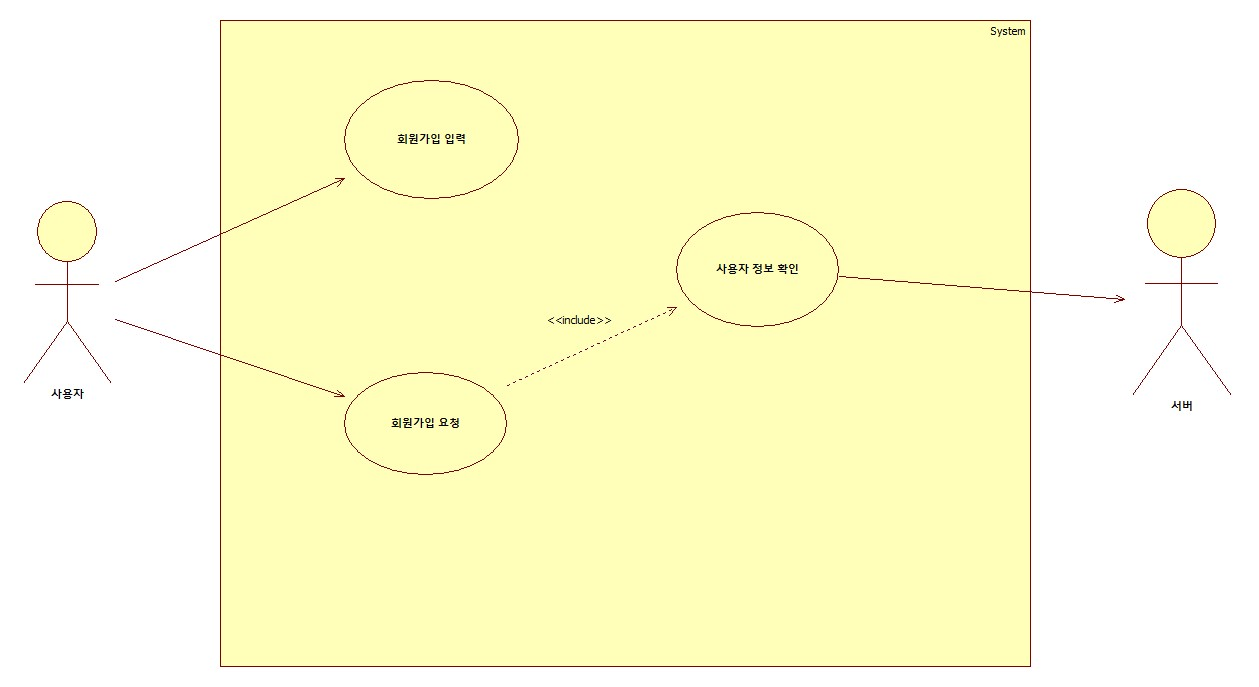 System
회원가입 입력
사용자 정보 확인
<<include>>
사용자
회원가입 요청
서버